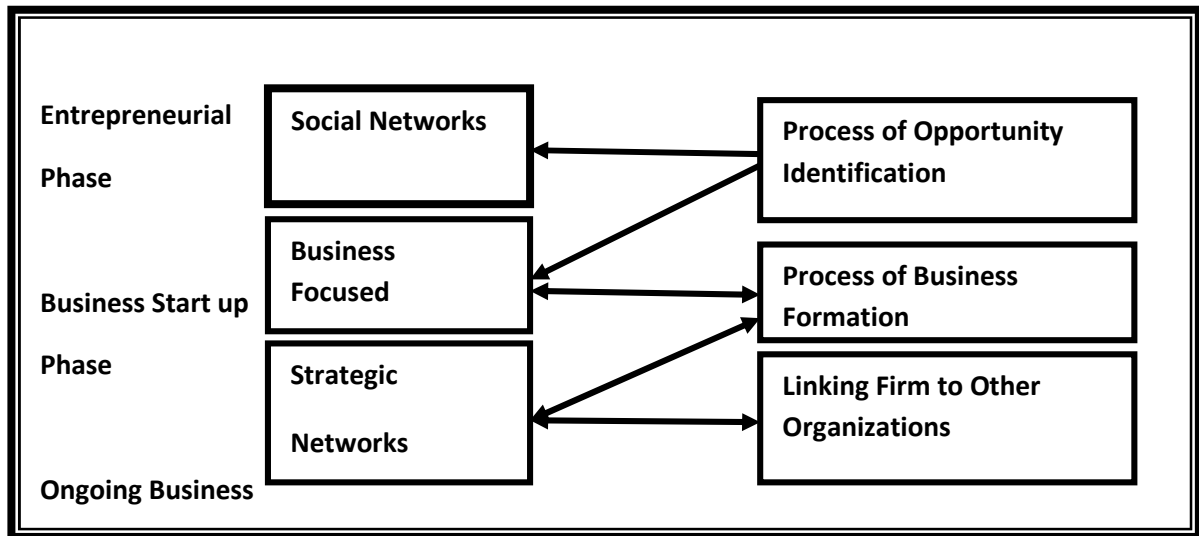 Entrepreneurial
Phase
Business Start up
Phase
Ongoing Business
Social Networks
Business
Focused
Strategic
Networks
Process of Opportunity
Identification
Process of Business
Formation
Linking Firm to Other
Organizations